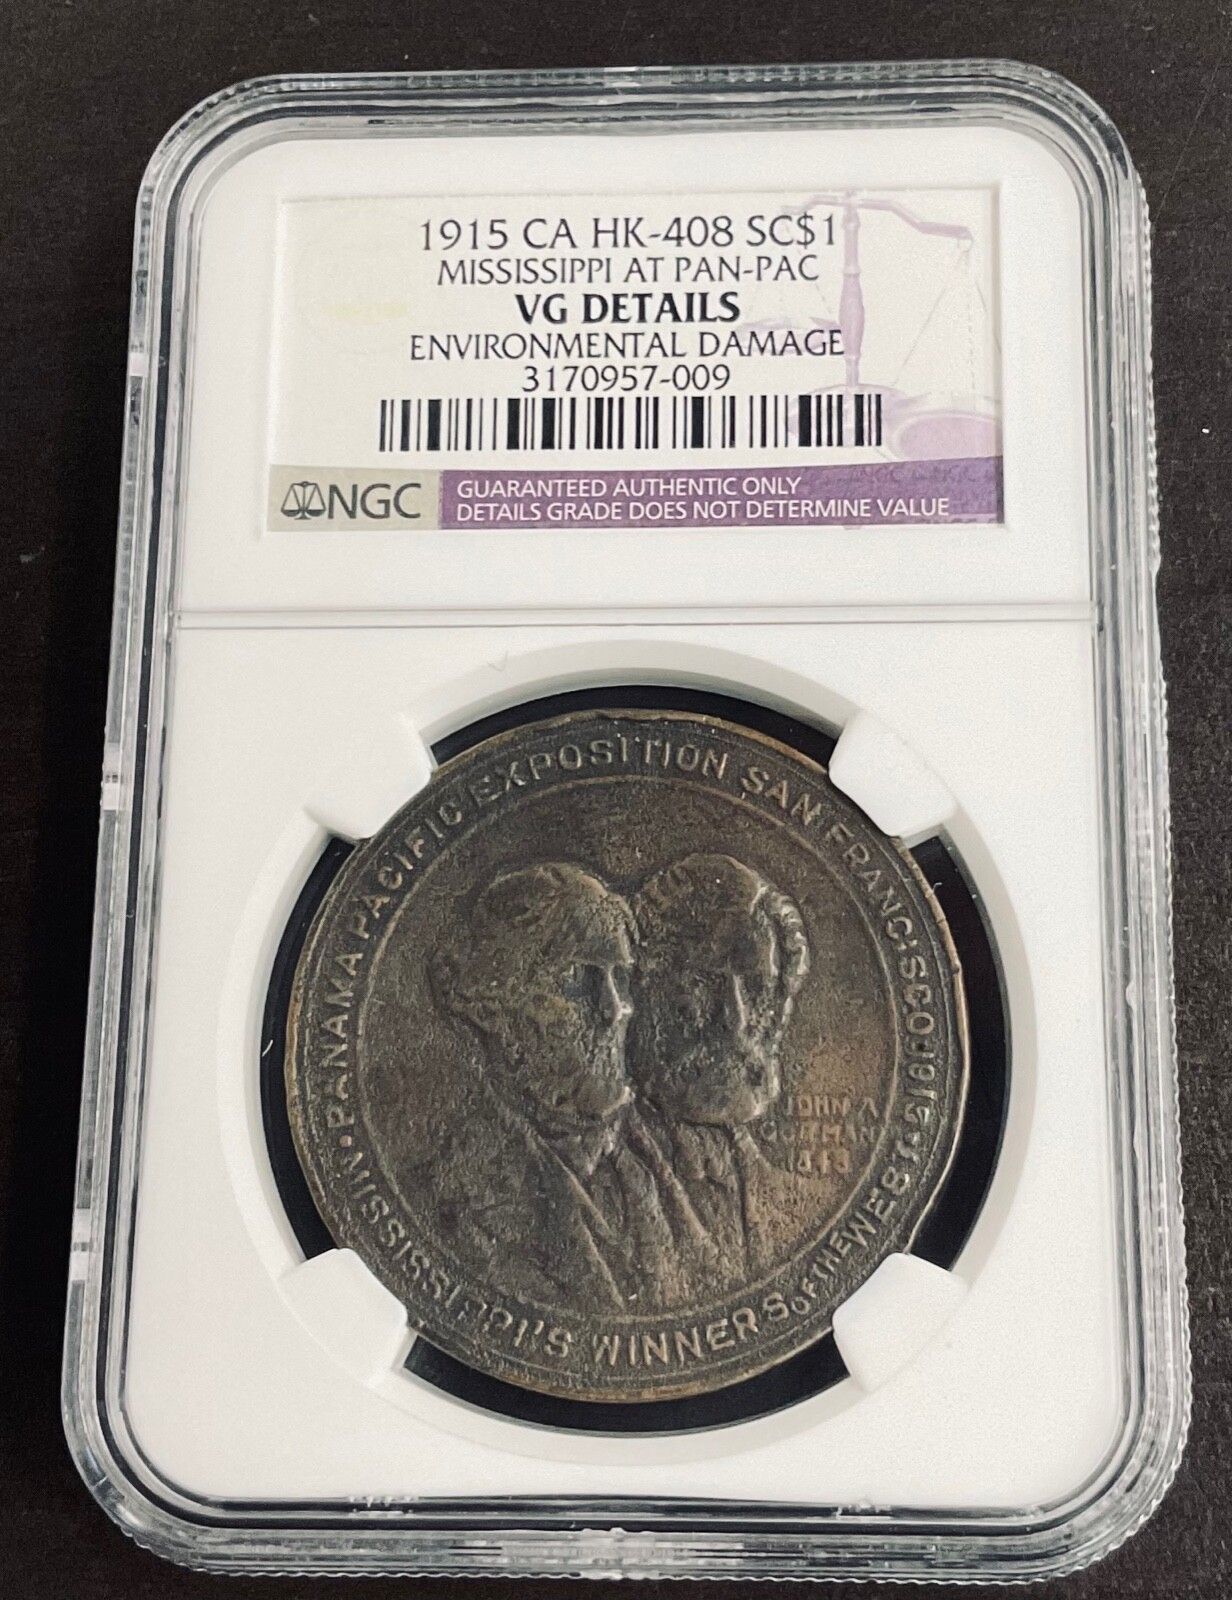 1915 CA HK-408 SC$1
MISSISSIPPI AT PAN-PAC
VG DETAILS
ENVIRONMENTAL DAMAGE
3170957-009
NGC
GUARANTEED AUTHENTIC ONLY
DETAILS GRADE DOES NOT DETERMINE VALUE
• PANAMA PACIFIC EXPOSITION SAN FRANCISCO 1915 •
MISSISSIPPI'S WINNERS OF THE WEST
JOHN A
GORMAN